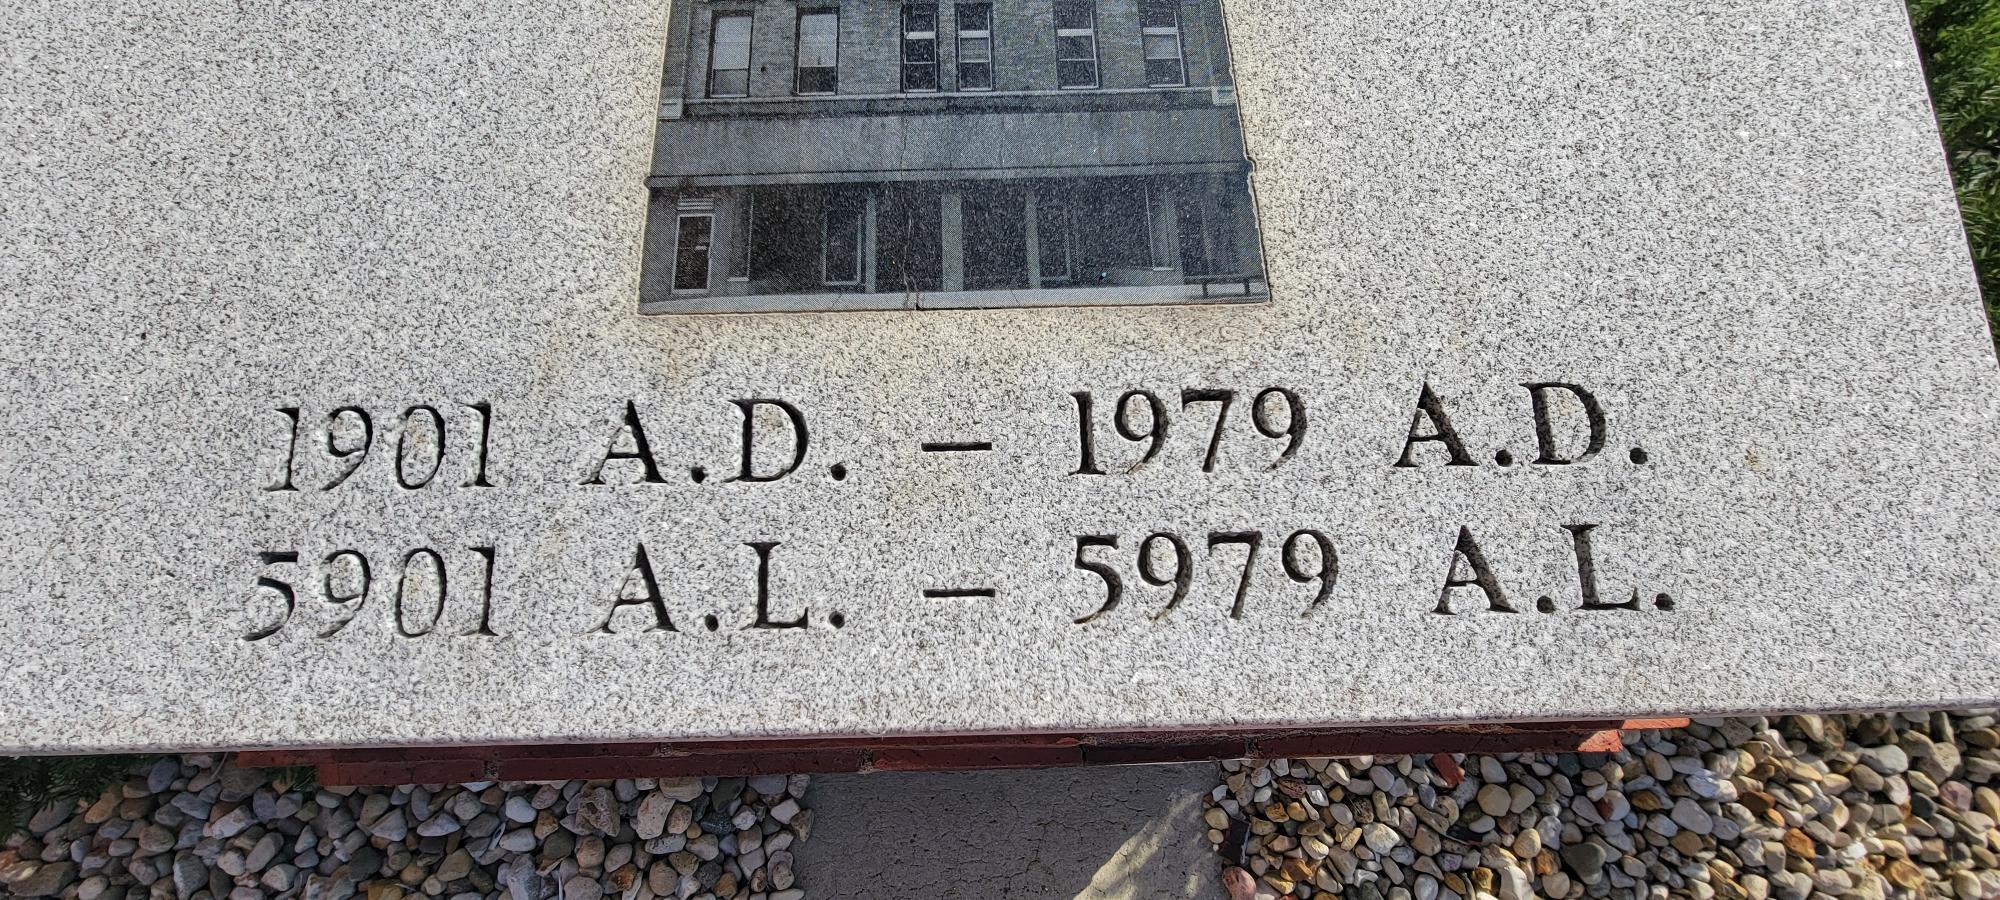 1901 A.D. – 1979 A.D.
5901 A.L. – 5979 A.L.